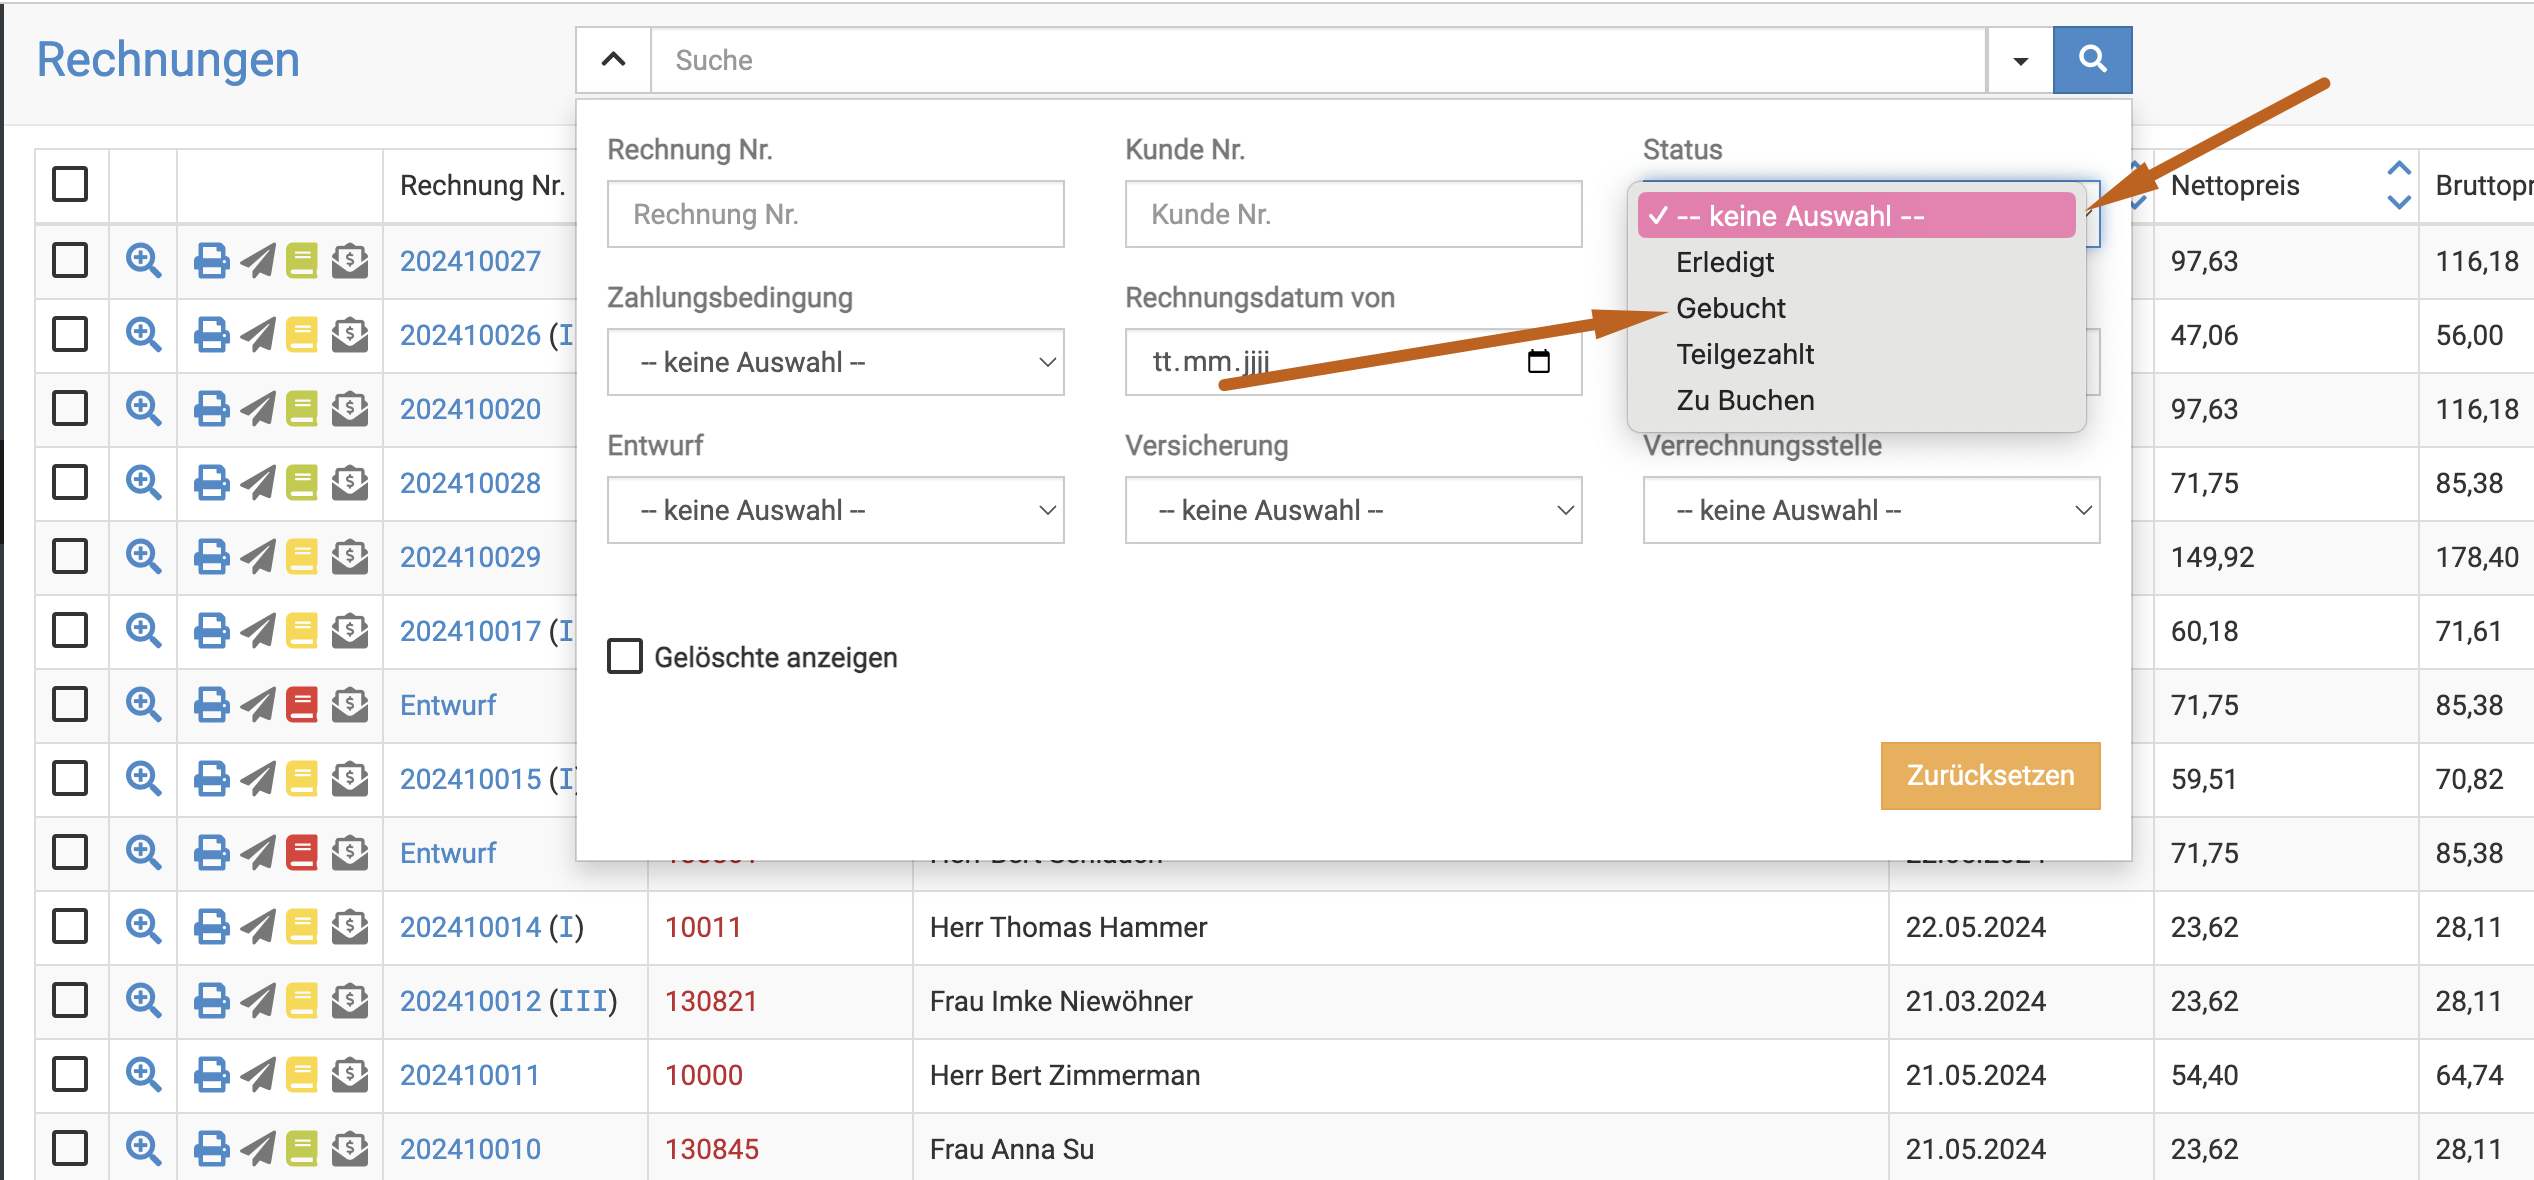 Rechnungen
Suche
Rechnung Nr.
Kunde Nr.
Status
Rechnung Nr.
Kunde Nr.
-- keine Auswahl --
Erledigt
Gebucht
Teilgezahlt
Zu Buchen
Zahlungsbedingung
Rechnungsdatum von
-- keine Auswahl --
tt.mm.jjjj
Entwurf
Versicherung
Verrechnungsstelle
-- keine Auswahl --
-- keine Auswahl --
-- keine Auswahl --
Gelöschte anzeigen
Zurücksetzen
Rechnung Nr. Nettopreis
202410027 97,63 116,18
202410026 (I 47,06 56,00
202410020 97,63 116,18
202410028 71,75 85,38
202410029 149,92 178,40
202410017 (I 60,18 71,61
Entwurf 71,75 85,38
202410015 (I) 59,51 70,82
Entwurf 71,75 85,38
202410014 (I) 10011 Herr Thomas Hammer 22.05.2024 23,62 28,11
202410012 (III) 130821 Frau Imke Niewöhner 21.03.2024 23,62 28,11
202410011 10000 Herr Bert Zimmerman 21.05.2024 54,40 64,74
202410010 130845 Frau Anna Su 21.05.2024 23,62 28,11